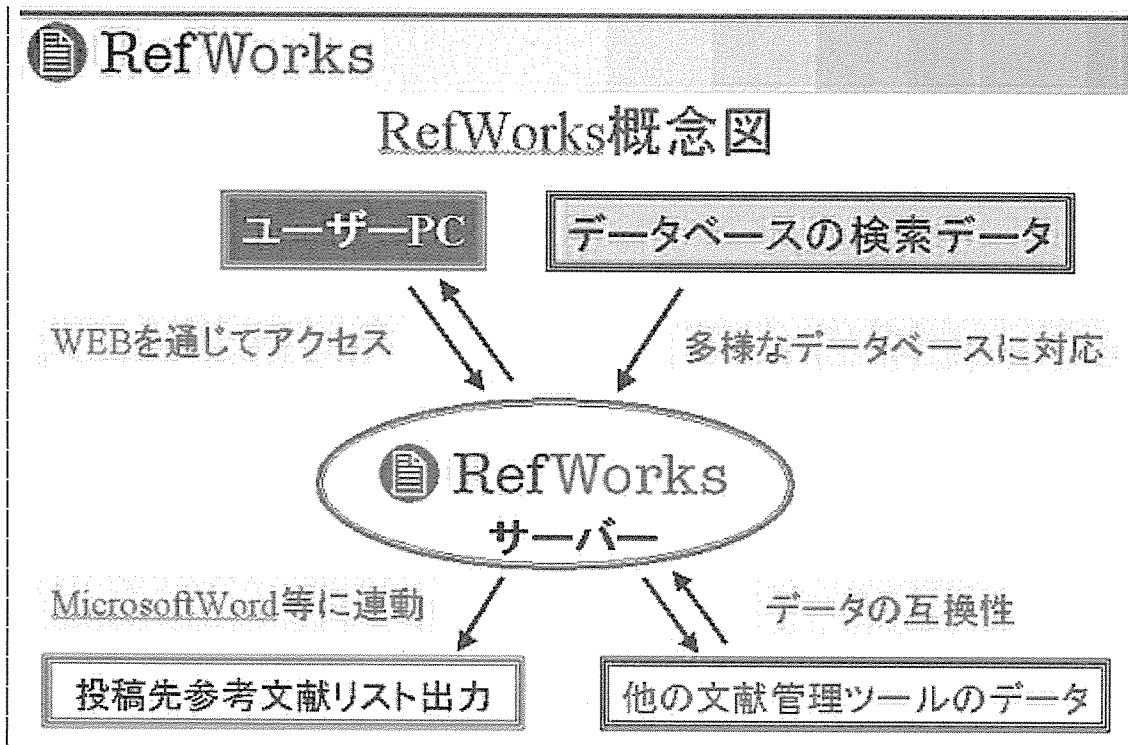 RefWorks
RefWorks概念図
ユーザーPC
データベースの検索データ
WEBを通じてアクセス
多様なデータベースに対応
RefWorks
サーバー
MicrosoftWord等に連動
データの互換性
投稿先参考文献リスト出力
他の文献管理ツールのデータ